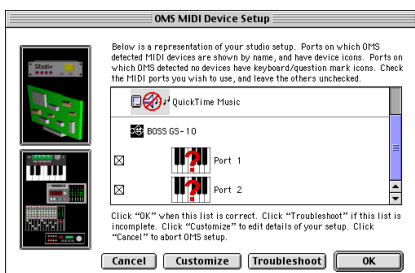 OMS MIDI Device Setup
Studio
Below is a representation of your studio setup. Ports on which OMS
detected MIDI devices are shown by name, and have device icons. Ports on
which OMS detected no devices have keyboard/question mark icons. Check
the MIDI ports you wish to use, and leave the others unchecked.
QuickTime Music
BOSS GS-10
Port 1
Port 2
Click “OK” when this list is correct. Click “Troubleshoot” if this list is
incomplete. Click “Customize” to edit details of your setup. Click
“Cancel” to abort OMS setup.
Cancel Customize Troubleshoot OK